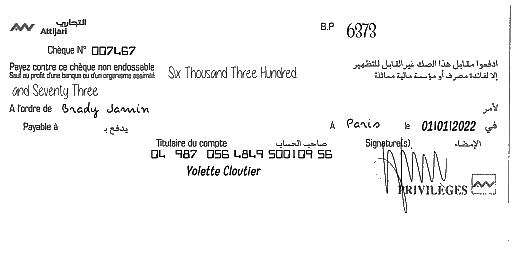 التجاري
Attijari
B.P 6373
Chèque N° 007467
Payez contre ce chèque non endossable
Sauf au profit d'une banque ou d'un organisme assimilé
Six Thousand Three Hundred
ادفعوا مقابل هذا الصك غير القابل للتظهير
إلا لفائدة مصرف أو مؤسسة مالية مماثلة
and Seventy Three
A l'ordre de Brady Jamin لأمر
Payable à يدفع بـ
A Paris le 01/01/2022 في
Titulaire du compte صاحب الحساب
Signature(s) الإمضاء
04 987 056 4849 500109 56
Yolette Cloutier
PRIVILÈGES